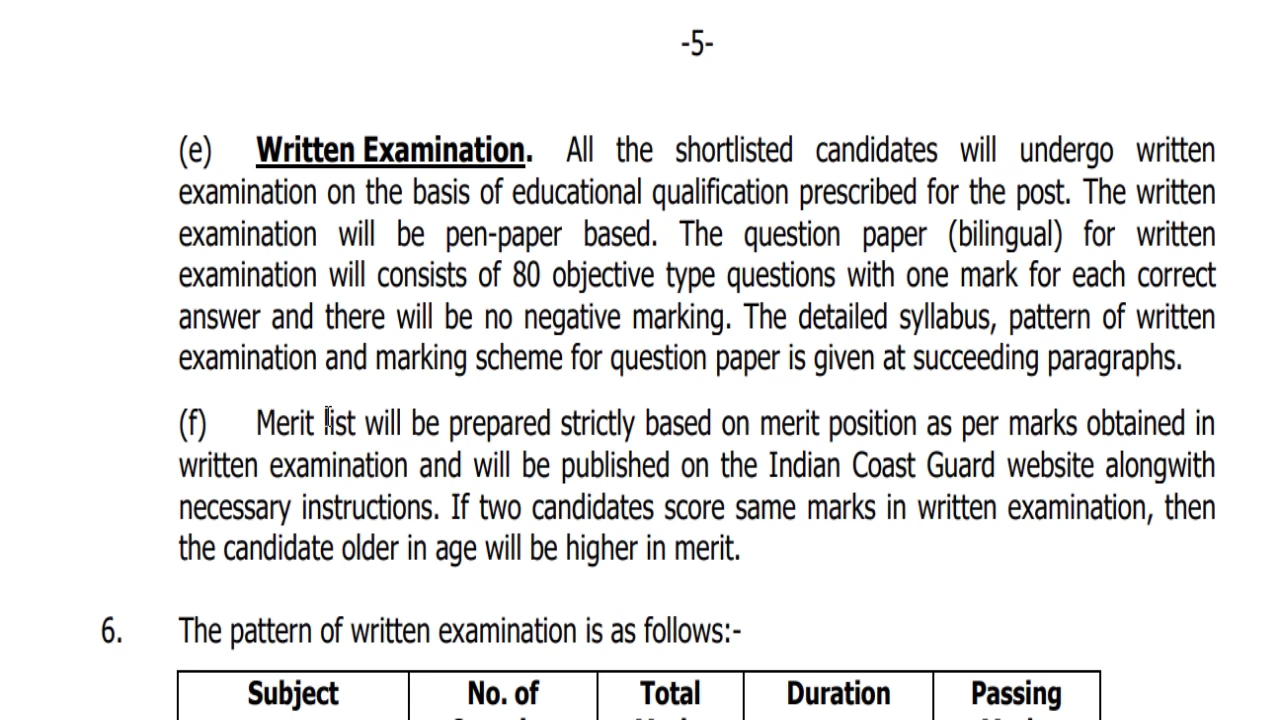 -5-
(e) Written Examination. All the shortlisted candidates will undergo written
examination on the basis of educational qualification prescribed for the post. The written
examination will be pen-paper based. The question paper (bilingual) for written
examination will consists of 80 objective type questions with one mark for each correct
answer and there will be no negative marking. The detailed syllabus, pattern of written
examination and marking scheme for question paper is given at succeeding paragraphs.
(f) Merit list will be prepared strictly based on merit position as per marks obtained in
written examination and will be published on the Indian Coast Guard website alongwith
necessary instructions. If two candidates score same marks in written examination, then
the candidate older in age will be higher in merit.
6. The pattern of written examination is as follows:-
Subject No. of Total Duration Passing